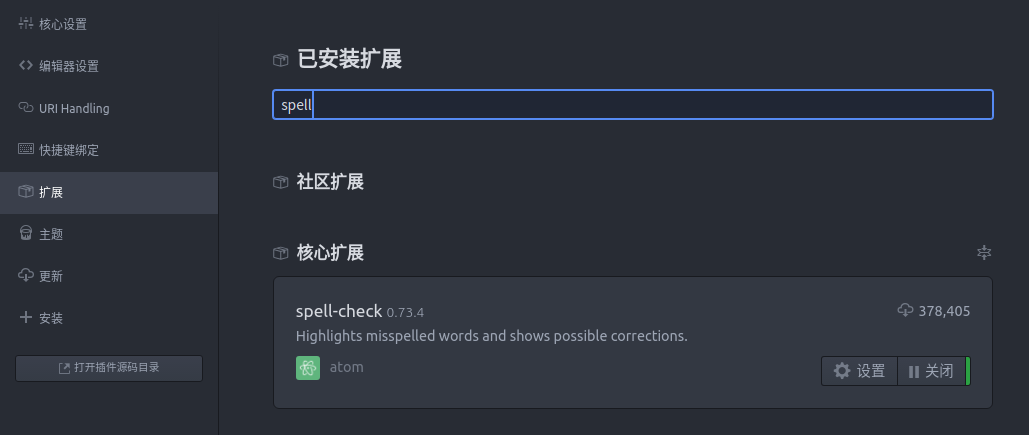 核心设置
编辑器设置
URI Handling
快捷键绑定
扩展
主题
更新
安装
打开插件源码目录
已安装扩展
spell
社区扩展
核心扩展
spell-check 0.73.4
378,405
Highlights misspelled words and shows possible corrections.
atom
设置
关闭